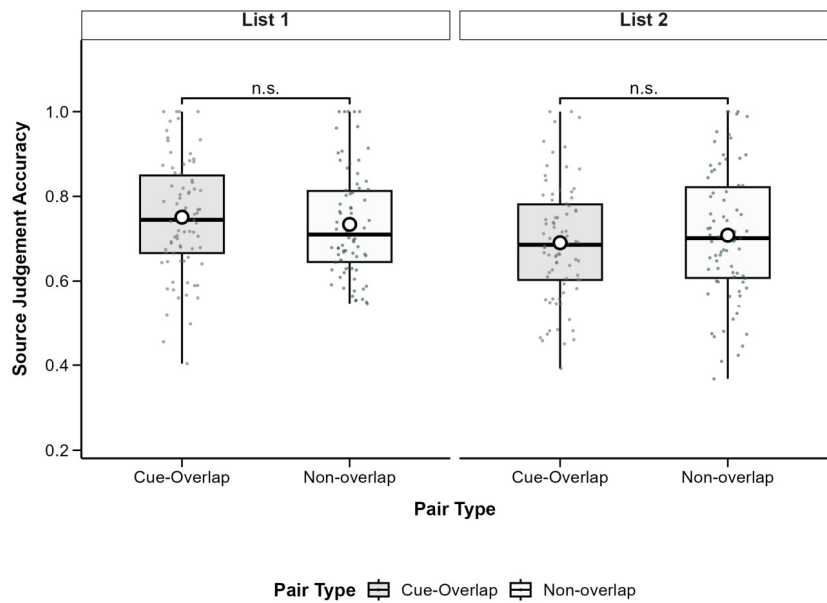 List 1
List 2
n.s.
n.s.
Source Judgement Accuracy
1.0
0.8
0.6
0.4
0.2
Cue-Overlap
Non-overlap
Cue-Overlap
Non-overlap
Pair Type
Pair Type Cue-Overlap Non-overlap